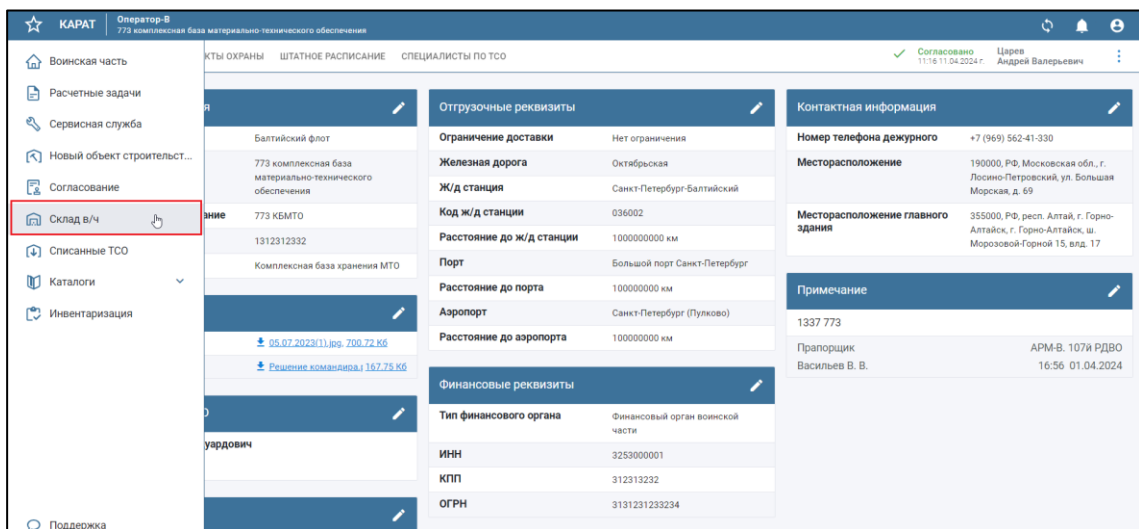 КАРАТ
Оператор-В
773 комплексная база материально-технического обеспечения
Воинская часть
КТЫ ОХРАНЫ ШТАТНОЕ РАСПИСАНИЕ СПЕЦИАЛИСТЫ ПО ТСО
Согласовано
11:16 11.04.2024 г.
Царев
Андрей Валерьевич
Расчетные задачи
Сервисная служба
Новый объект строительст...
Согласование
Склад в/ч
Списанные ТСО
Каталоги
Инвентаризация
Поддержка
я
Балтийский флот
773 комплексная база
материально-технического
обеспечения
ание 773 КБМТО
1312312332
Комплексная база хранения МТО
05.07.2023(1).jpg, 700.72 Кб
Решение командира.р 167.75 Кб
О
уардович
Отгрузочные реквизиты
Ограничение доставки Нет ограничения
Железная дорога Октябрьская
Ж/д станция Санкт-Петербург-Балтийский
Код ж/д станции 036002
Расстояние до ж/д станции 1000000000 км
Порт Большой порт Санкт-Петербург
Расстояние до порта 100000000 км
Аэропорт Санкт-Петербург (Пулково)
Расстояние до аэропорта 100000000 км
Финансовые реквизиты
Тип финансового органа Финансовый орган воинской
части
ИНН 3253000001
КПП 312313232
ОГРН 3131231233234
Контактная информация
Номер телефона дежурного +7 (969) 562-41-330
Месторасположение 190000, РФ, Московская обл., г.
Лосино-Петровский, ул. Большая
Морская, д. 69
Месторасположение главного 355000, РФ, респ. Алтай, г. Горно-
здания Алтайск, г. Горно-Алтайск, ш.
Морозовой-Горной 15, влд. 17
Примечание
1337 773
Прапорщик АРМ-В. 107й РДВО
Васильев В. В. 16:56 01.04.2024